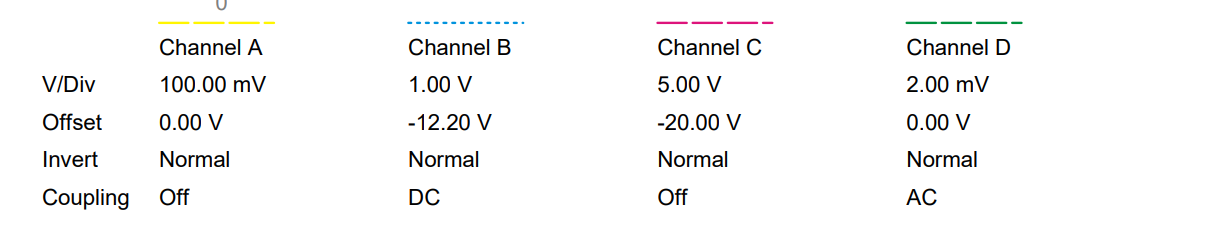 0
Channel A Channel B Channel C Channel D
V/Div 100.00 mV 1.00 V 5.00 V 2.00 mV
Offset 0.00 V -12.20 V -20.00 V 0.00 V
Invert Normal Normal Normal Normal
Coupling Off DC Off AC